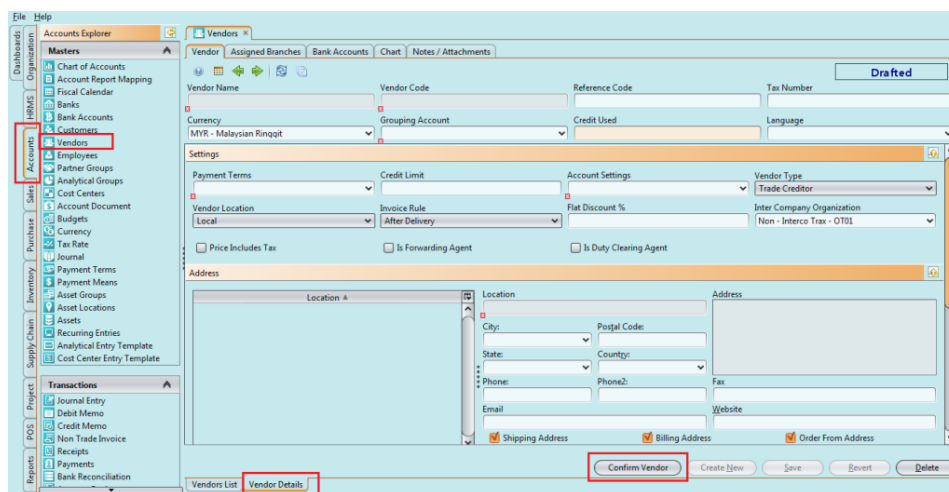 File Help
Dashboards
Organization
HRMS
Accounts
Sales
Purchase
Inventory
Supply Chain
Project
POS
Reports
Accounts Explorer
Masters
Chart of Accounts
Account Report Mapping
Fiscal Calendar
Banks
Bank Accounts
Customers
Vendors
Employees
Partner Groups
Analytical Groups
Cost Centers
Account Document
Budgets
Currency
Tax Rate
Journal
Payment Terms
Payment Means
Asset Groups
Asset Locations
Assets
Recurring Entries
Analytical Entry Template
Cost Center Entry Template
Transactions
Journal Entry
Debit Memo
Credit Memo
Non Trade Invoice
Receipts
Payments
Bank Reconciliation
Vendors
Vendor Assigned Branches Bank Accounts Chart Notes / Attachments
Drafted
Vendor Name Vendor Code Reference Code Tax Number
Currency Grouping Account Credit Used Language
MYR - Malaysian Ringgit
Settings
Payment Terms Credit Limit Account Settings Vendor Type
Trade Creditor
Vendor Location Invoice Rule Flat Discount % Inter Company Organization
Local After Delivery Non - Interco Trax - OT01
Price Includes Tax Is Forwarding Agent Is Duty Clearing Agent
Address
Location Location Address
City: Postal Code:
State: Country:
Phone: Phone2: Fax
Email Website
Shipping Address Billing Address Order From Address
Confirm Vendor Create New Save Revert Delete
Vendors List Vendor Details